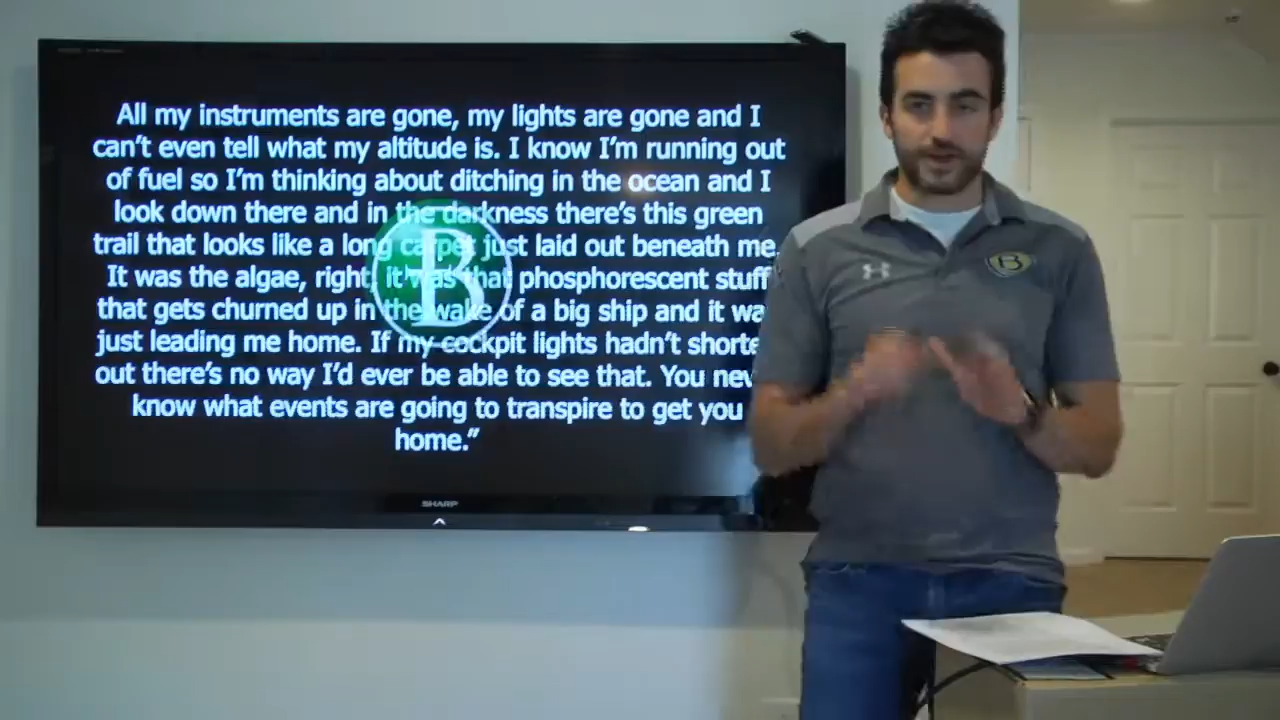 All my instruments are gone, my lights are gone and I
can't even tell what my altitude is. I know I'm running out
of fuel so I'm thinking about ditching in the ocean and I
look down there and in the darkness there's this green
trail that looks like a long carpet just laid out beneath me.
It was the algae, right, it was that phosphorescent stuff
that gets churned up in the wake of a big ship and it wa
just leading me home. If my cockpit lights hadn't shorte
out there's no way I'd ever be able to see that. You nev
know what events are going to transpire to get you
home."
B
SHARP
B